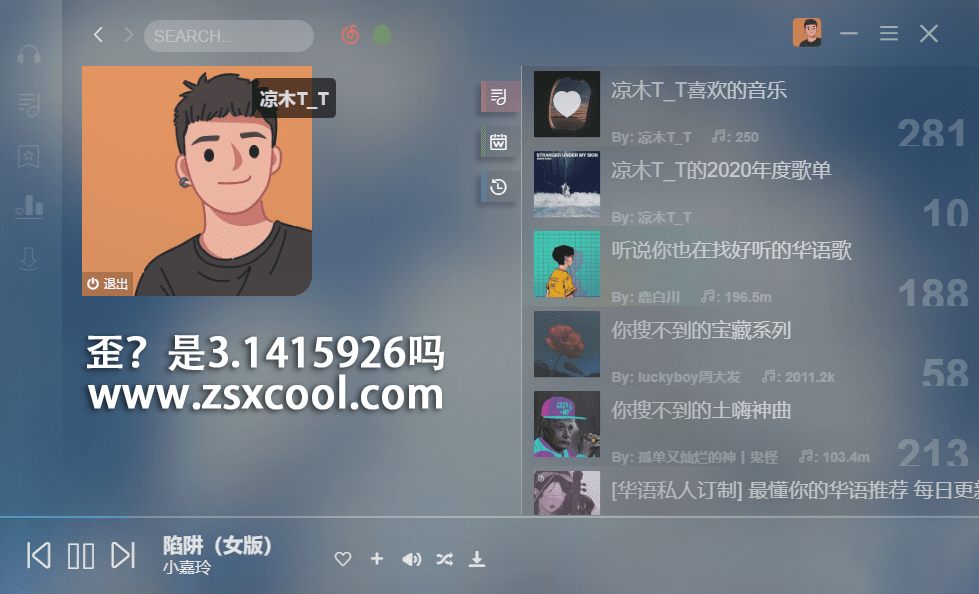 SEARCH...
凉木T_T
退出
歪？是3.1415926吗
www.zsxcool.com
凉木T_T喜欢的音乐
By: 凉木T_T 250
281
凉木T_T的2020年度歌单
By: 凉木T_T
10
STRANGER UNDER MY SKIN
听说你也在找好听的华语歌
By: 鹿白川 196.5m
188
你搜不到的宝藏系列
By: luckyboy周大发 2011.2k
58
你搜不到的土嗨神曲
By: 孤单又灿烂的神丨鬼怪 103.4m
213
[华语私人订制] 最懂你的华语推荐 每日更新
陷阱（女版）
小嘉玲